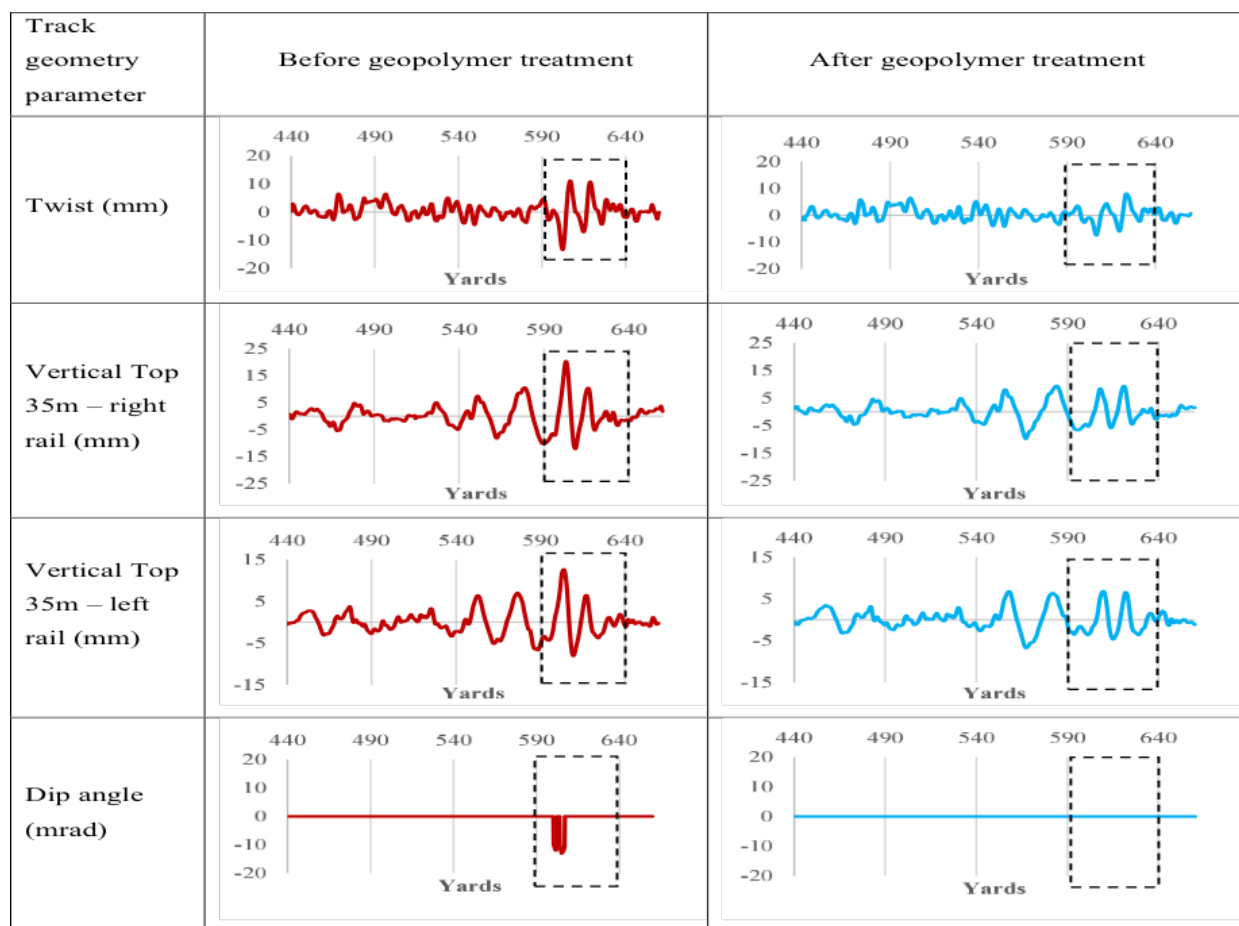 Track
geometry
parameter
Before geopolymer treatment
After geopolymer treatment
Twist (mm)
440 490 540 590 640
20
10
0
-10
-20
Yards
440 490 540 590 640
20
10
0
-10
-20
Yards
Vertical Top
35m – right
rail (mm)
440 490 540 590 640
25
15
5
-5
-15
-25
Yards
440 490 540 590 640
25
15
5
-5
-15
-25
Yards
Vertical Top
35m – left
rail (mm)
440 490 540 590 640
15
5
-5
-15
Yards
440 490 540 590 640
15
5
-5
-15
Yards
Dip angle
(mrad)
440 490 540 590 640
20
10
0
-10
-20
Yards
440 490 540 590 640
20
10
0
-10
-20
Yards